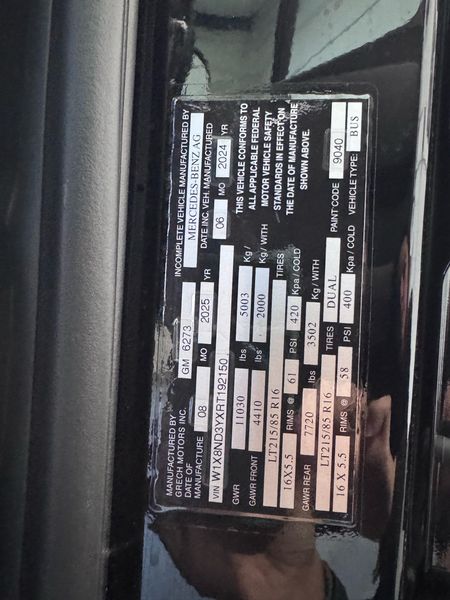 MANUFACTURED BY
GRECH MOTORS INC. GM 6273
INCOMPLETE VEHICLE MANUFACTURED BY
MERCEDES-BENZ AG
DATE OF
MANUFACTURE 08 MO 2025 YR
DATE INC. VEH. MANUFACTURED
06 MO 2024 YR
VIN W1X8ND3YXRT192150
THIS VEHICLE CONFORMS TO
ALL APPLICABLE FEDERAL
MOTOR VEHICLE SAFETY
STANDARDS IN EFFECT ON
THE DATE OF MANUFACTURE
SHOWN ABOVE.
GWR 11030 lbs 5003 Kg/
GAWR FRONT 4410 2000 Kg/ WITH
LT215/85 R16 TIRES
16X5.5 RIMS @ 61 PSI 420 Kpa / COLD
GAWR REAR 7720 lbs 3502 Kg / WITH
LT215/85 R16 TIRES DUAL PAINT CODE: 9040
16 X 5.5 RIMS @ 58 PSI 400 Kpa / COLD VEHICLE TYPE: BUS